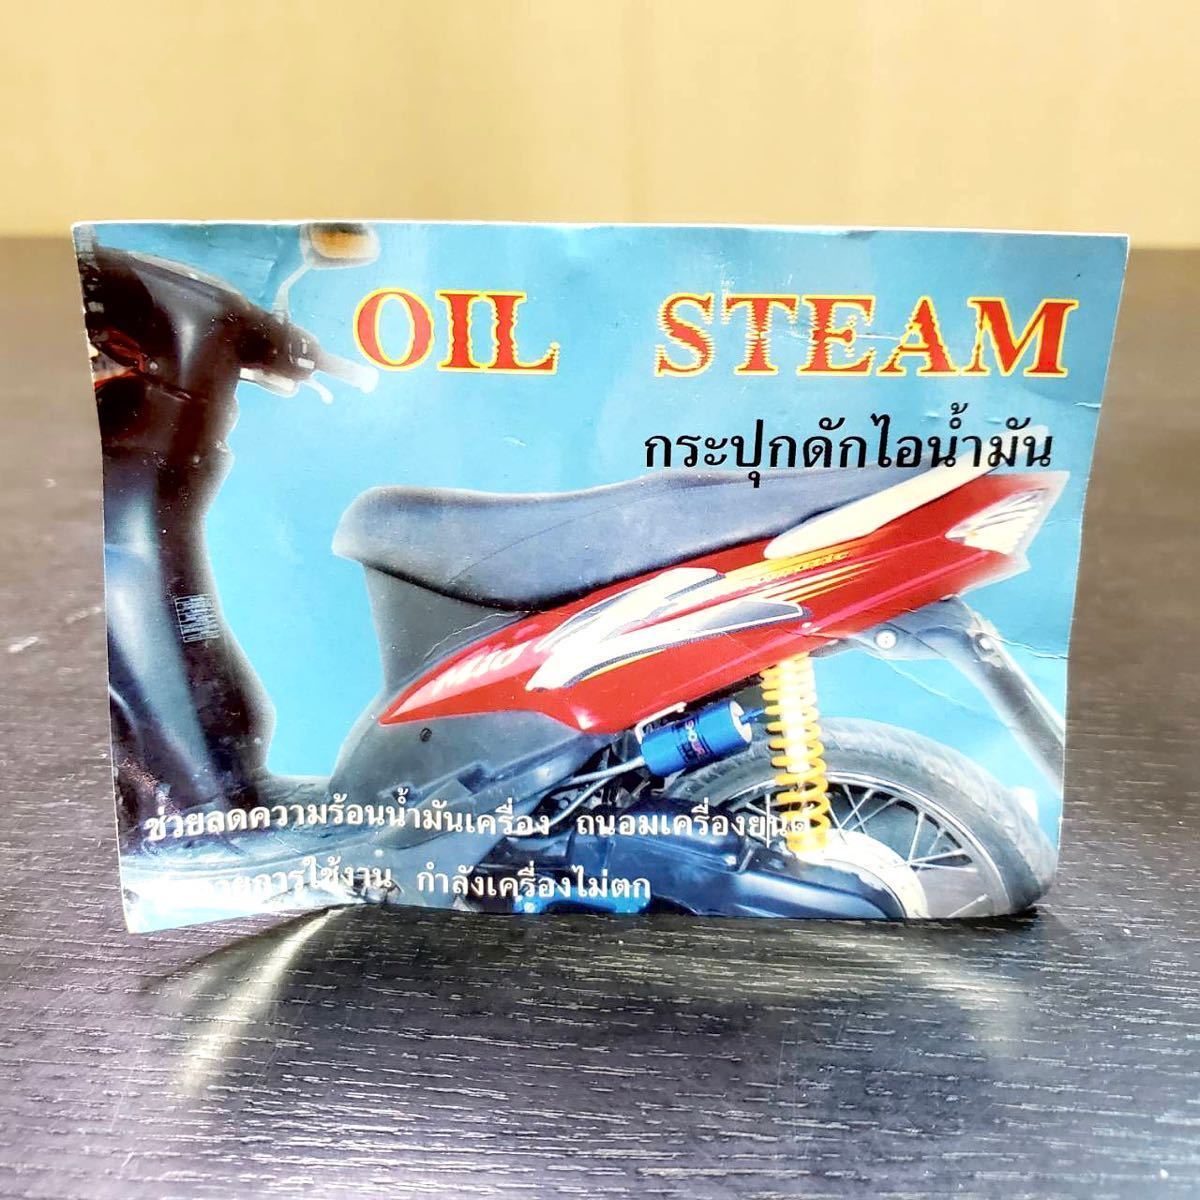 OIL STEAM
กระปุกดักไอน้ำมัน
Mio
ช่วยลดความร้อนน้ำมันเครื่อง ถนอมเครื่องยนต์
การใช้งาน กำลังเครื่องไม่ตก